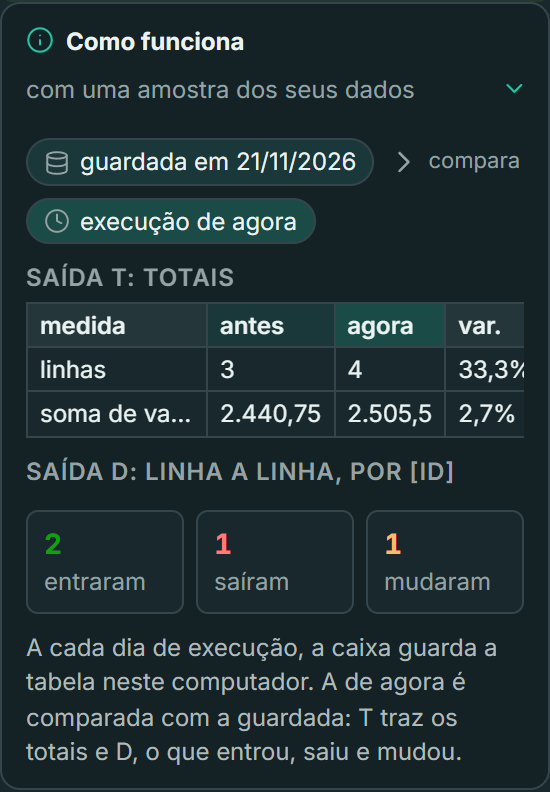 Como funciona
com uma amostra dos seus dados
guardada em 21/11/2026 compara
execução de agora
SAÍDA T: TOTAIS
medida antes agora var.
linhas 3 4 33,3%
soma de va... 2.440,75 2.505,5 2,7%
SAÍDA D: LINHA A LINHA, POR [ID]
2 1 1
entraram saíram mudaram
A cada dia de execução, a caixa guarda a
tabela neste computador. A de agora é
comparada com a guardada: T traz os
totais e D, o que entrou, saiu e mudou.